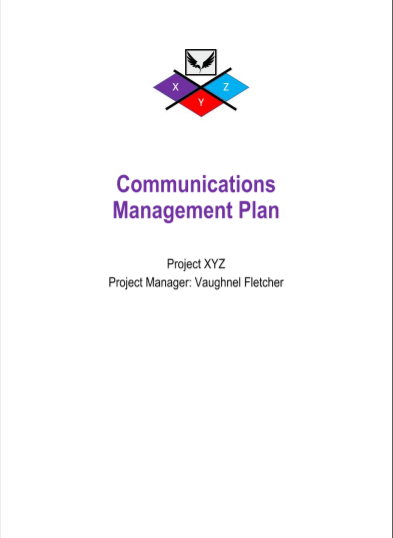 X Z
Y
Communications
Management Plan
Project XYZ
Project Manager: Vaughnel Fletcher